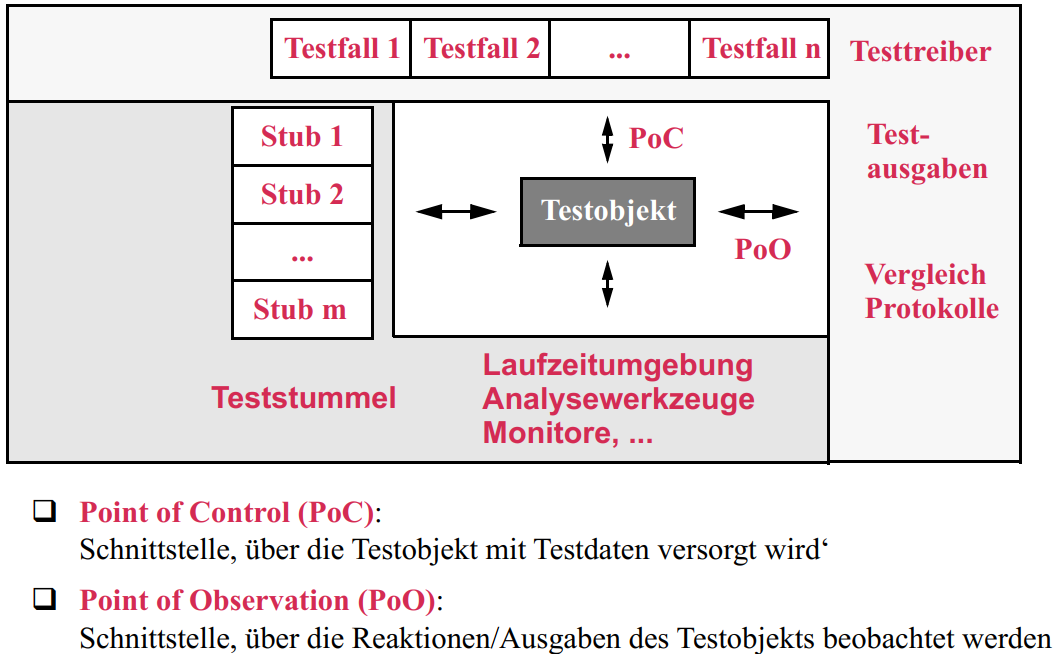 Testfall 1 Testfall 2 ... Testfall n Testtreiber
Stub 1
Stub 2
...
Stub m
PoC
Testobjekt
PoO
Test-
ausgaben
Vergleich
Protokolle
Teststummel
Laufzeitumgebung
Analysewerkzeuge
Monitore, ...
❑ Point of Control (PoC):
Schnittstelle, über die Testobjekt mit Testdaten versorgt wird‘
❑ Point of Observation (PoO):
Schnittstelle, über die Reaktionen/Ausgaben des Testobjekts beobachtet werden